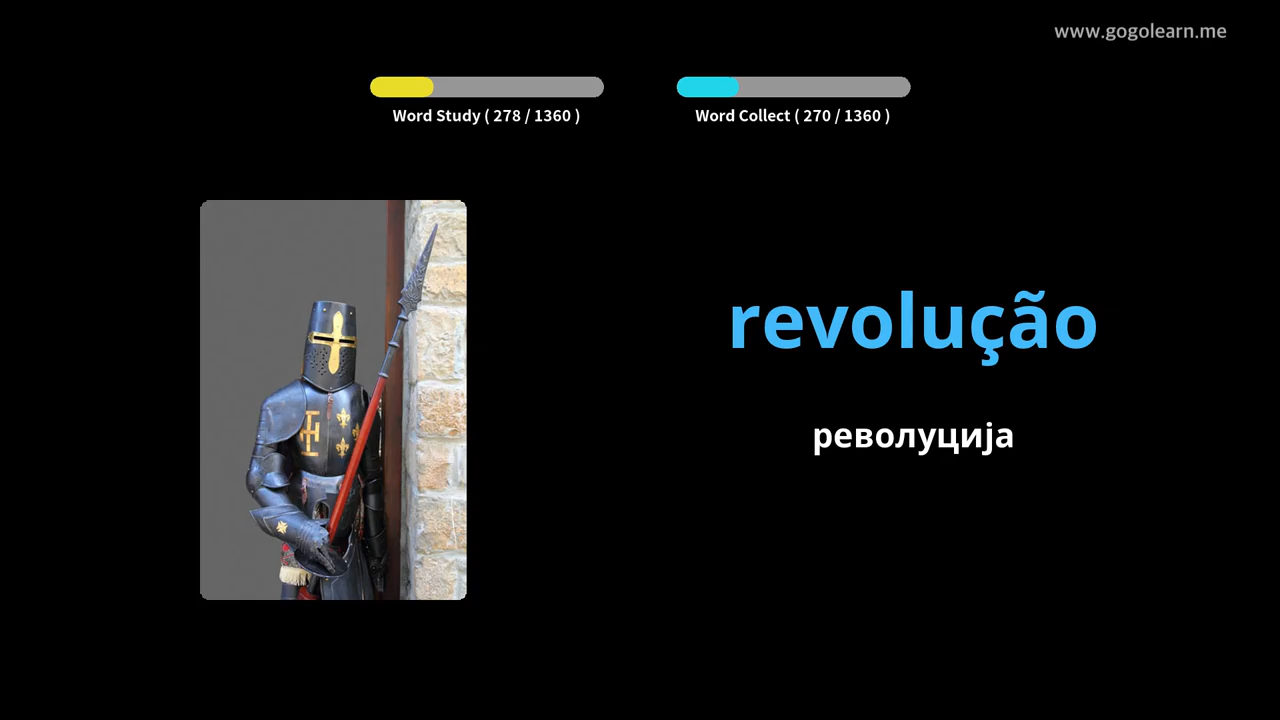 www.gogolearn.me
Word Study ( 278 / 1360 )
Word Collect ( 270 / 1360 )
revolução
револуција